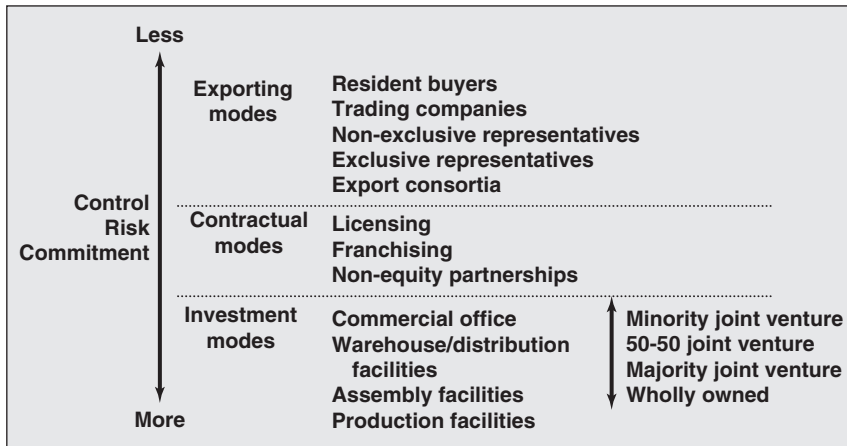 Less
Exporting
modes
Resident buyers
Trading companies
Non-exclusive representatives
Exclusive representatives
Export consortia
Control
Risk
Commitment
Contractual
modes
Licensing
Franchising
Non-equity partnerships
Investment
modes
Commercial office
Warehouse/distribution
facilities
Assembly facilities
Production facilities
Minority joint venture
50-50 joint venture
Majority joint venture
Wholly owned
More